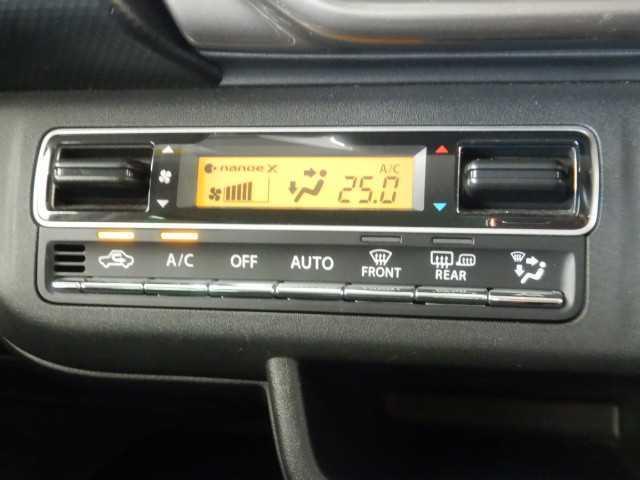 nanoe X
A/C
25.0
A/C
OFF
AUTO
FRONT
REAR